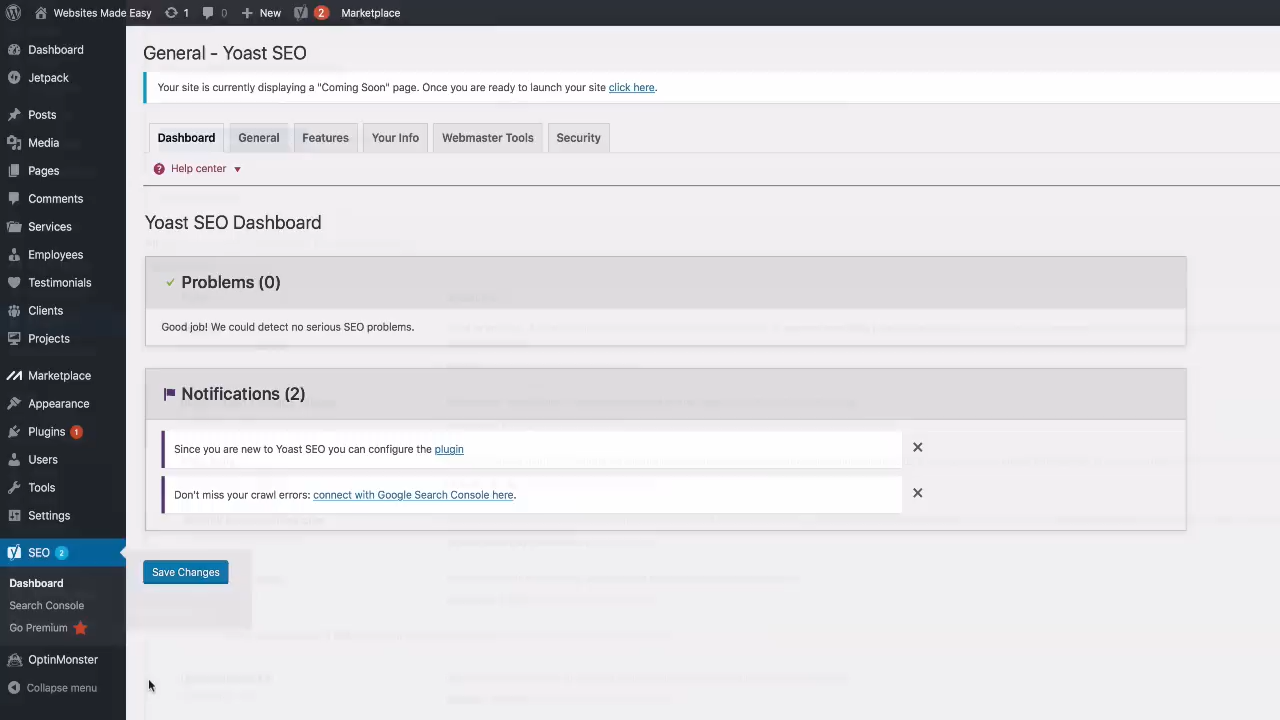 Websites Made Easy 1 0 New 2 Marketplace
Dashboard
Jetpack
Posts
Media
Pages
Comments
Services
Employees
Testimonials
Clients
Projects
Marketplace
Appearance
Plugins 1
Users
Tools
Settings
SEO 2
Dashboard
Search Console
Go Premium
OptinMonster
Collapse menu
General - Yoast SEO
Your site is currently displaying a "Coming Soon" page. Once you are ready to launch your site click here.
Dashboard General Features Your Info Webmaster Tools Security
Help center
Yoast SEO Dashboard
Problems (0)
Good job! We could detect no serious SEO problems.
Notifications (2)
Since you are new to Yoast SEO you can configure the plugin
Don't miss your crawl errors: connect with Google Search Console here.
Save Changes